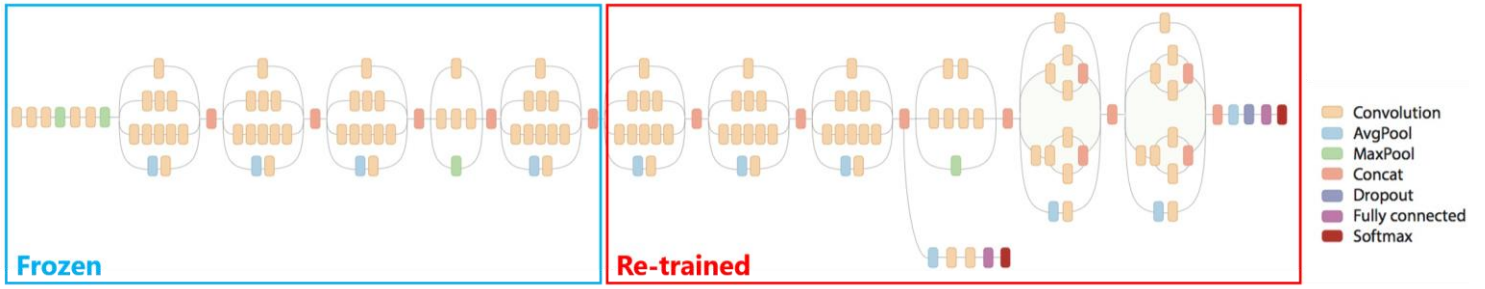 Frozen
Re-trained
Convolution
AvgPool
MaxPool
Concat
Dropout
Fully connected
Softmax